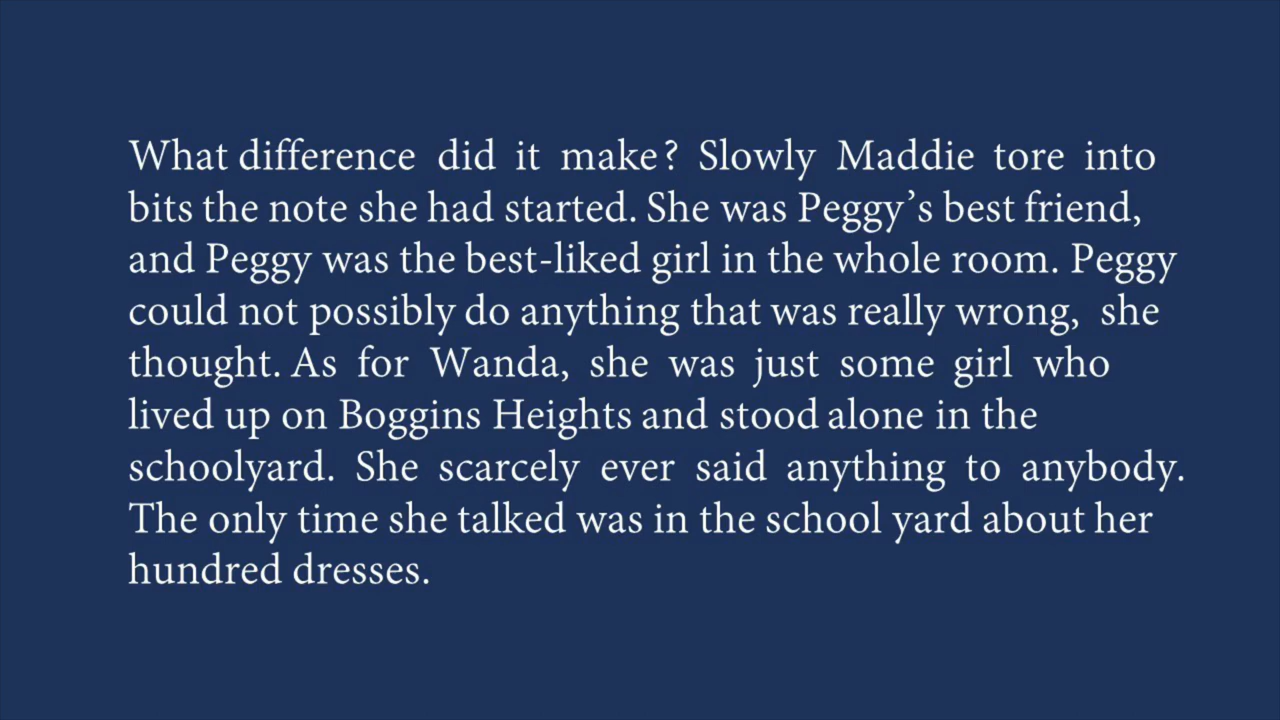 What difference did it make? Slowly Maddie tore into
bits the note she had started. She was Peggy’s best friend,
and Peggy was the best-liked girl in the whole room. Peggy
could not possibly do anything that was really wrong, she
thought. As for Wanda, she was just some girl who
lived up on Boggins Heights and stood alone in the
schoolyard. She scarcely ever said anything to anybody.
The only time she talked was in the school yard about her
hundred dresses.